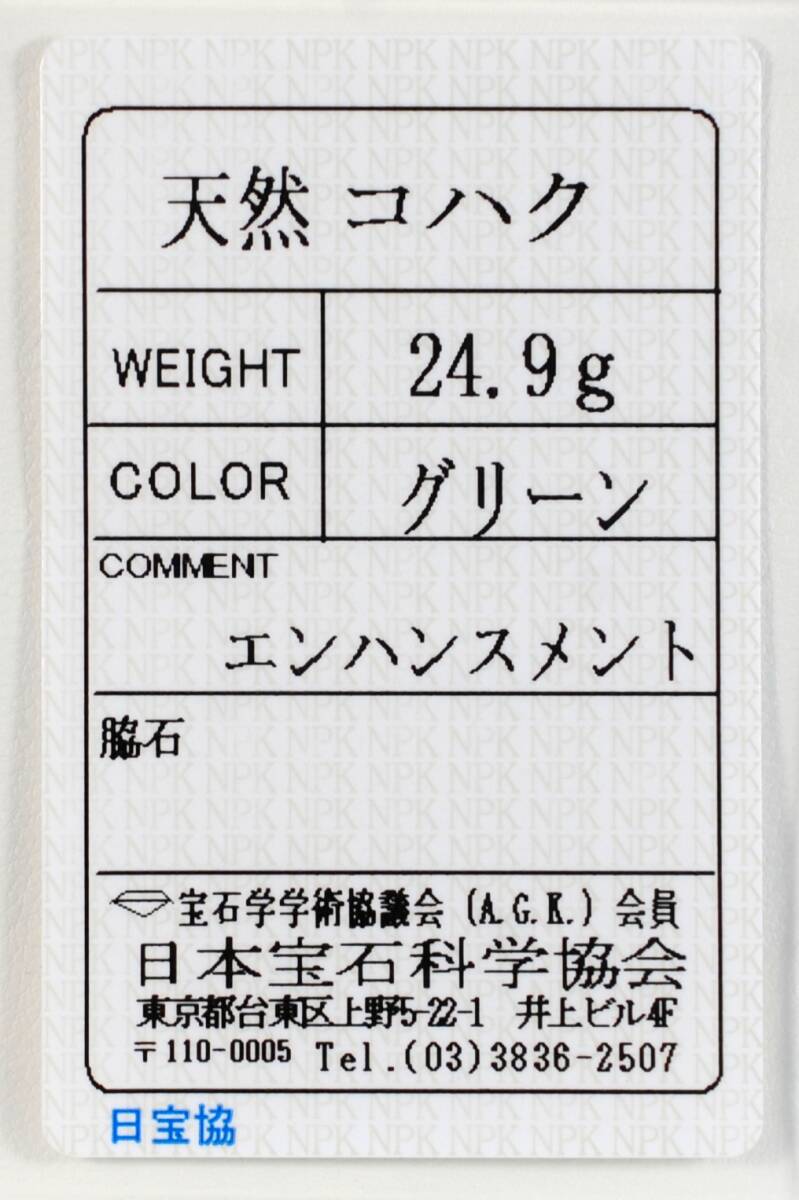 天然 コハク
WEIGHT 24.9g
COLOR グリーン
COMMENT
エンハンスメント
脇石
宝石学学術協議会 (A.G.K.) 会員
日本宝石科学協会
東京都台東区上野5-22-1 井上ビル4F
〒110-0005 Tel.(03)3836-2507
日宝協